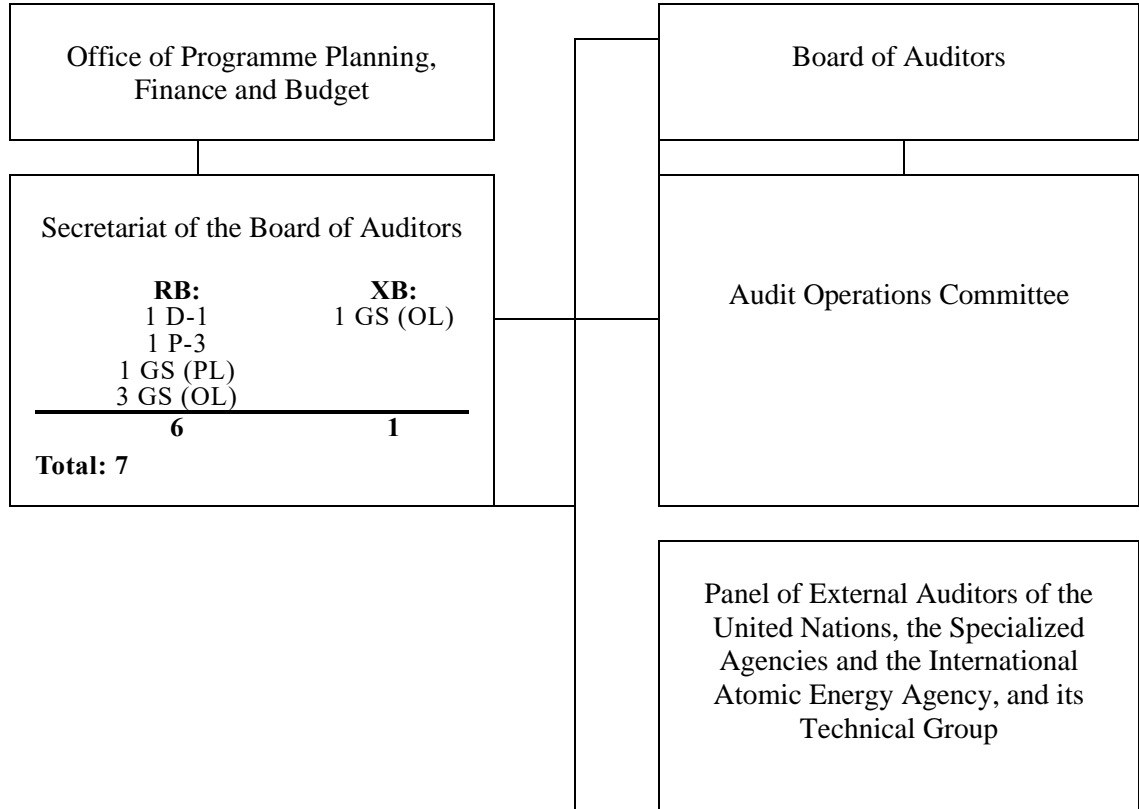 Office of Programme Planning,
Finance and Budget
Board of Auditors
Secretariat of the Board of Auditors
RB: XB:
1 D-1 1 GS (OL)
1 P-3
1 GS (PL)
3 GS (OL)
6 1
Total: 7
Audit Operations Committee
Panel of External Auditors of the
United Nations, the Specialized
Agencies and the International
Atomic Energy Agency, and its
Technical Group